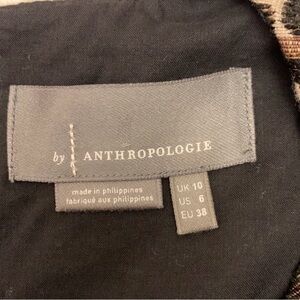 by ANTHROPOLOGIE
made in philippines
fabriqué aux philippines
UK 10
US 6
EU 38